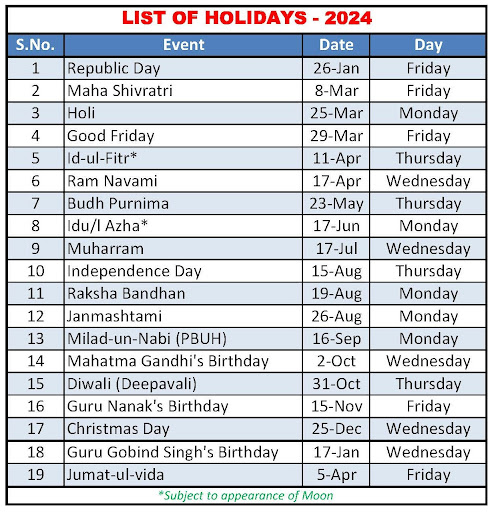 LIST OF HOLIDAYS - 2024
S.No. Event Date Day
1 Republic Day 26-Jan Friday
2 Maha Shivratri 8-Mar Friday
3 Holi 25-Mar Monday
4 Good Friday 29-Mar Friday
5 Id-ul-Fitr* 11-Apr Thursday
6 Ram Navami 17-Apr Wednesday
7 Budh Purnima 23-May Thursday
8 Idu/l Azha* 17-Jun Monday
9 Muharram 17-Jul Wednesday
10 Independence Day 15-Aug Thursday
11 Raksha Bandhan 19-Aug Monday
12 Janmashtami 26-Aug Monday
13 Milad-un-Nabi (PBUH) 16-Sep Monday
14 Mahatma Gandhi's Birthday 2-Oct Wednesday
15 Diwali (Deepavali) 31-Oct Thursday
16 Guru Nanak's Birthday 15-Nov Friday
17 Christmas Day 25-Dec Wednesday
18 Guru Gobind Singh's Birthday 17-Jan Wednesday
19 Jumat-ul-vida 5-Apr Friday
*Subject to appearance of Moon